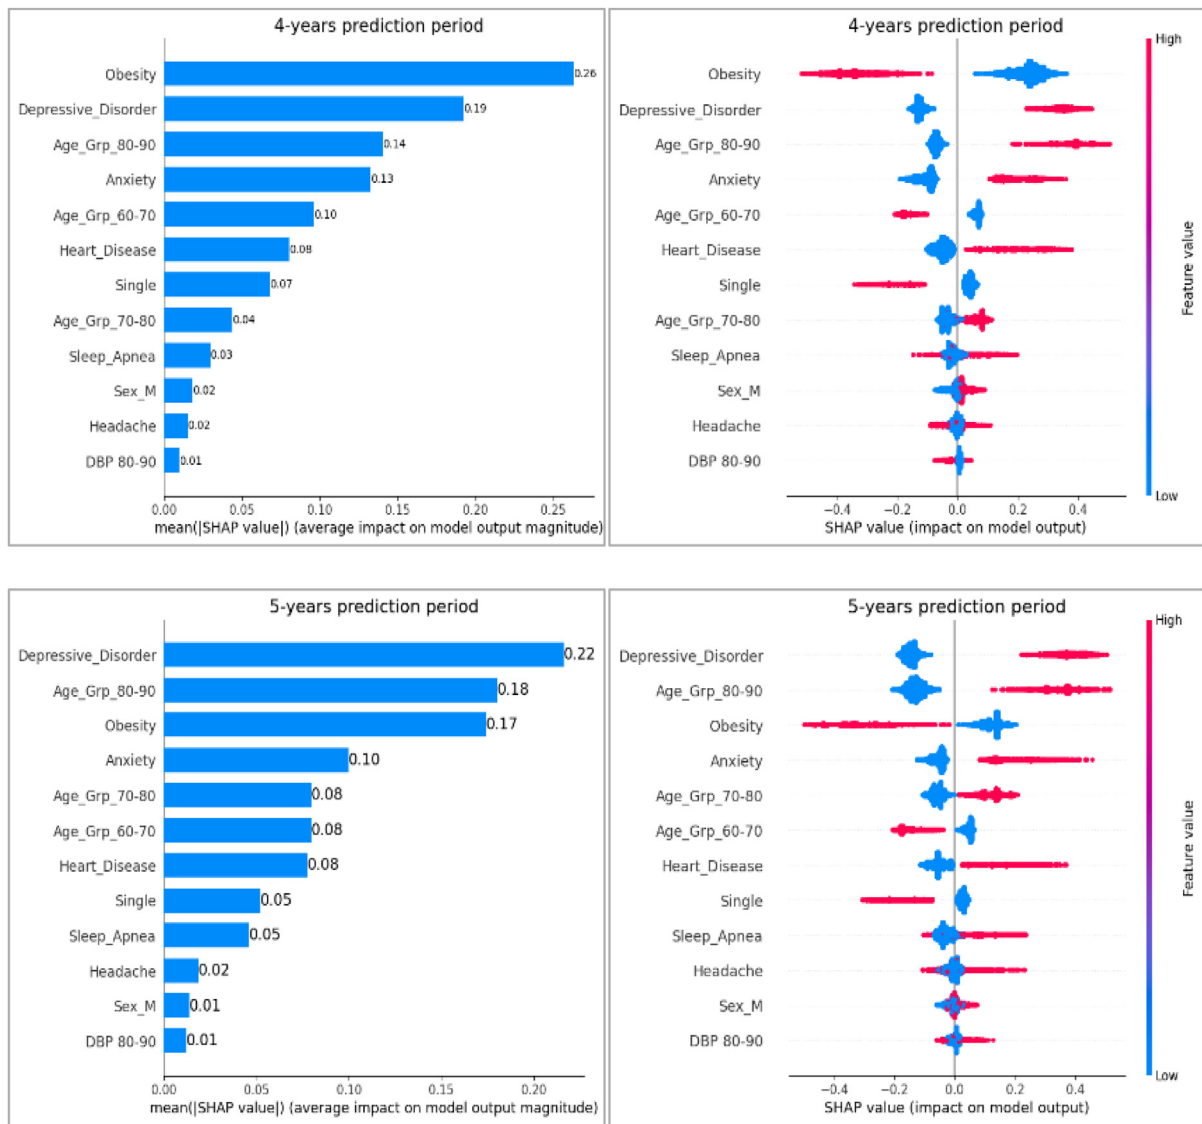 4-years prediction period
Obesity 0.26
Depressive_Disorder 0.19
Age_Grp_80-90 0.14
Anxiety 0.13
Age_Grp_60-70 0.10
Heart_Disease 0.08
Single 0.07
Age_Grp_70-80 0.04
Sleep_Apnea 0.03
Sex_M 0.02
Headache 0.02
DBP 80-90 0.01
0.00 0.05 0.10 0.15 0.20 0.25
mean(|SHAP value|) (average impact on model output magnitude)
4-years prediction period
High
Obesity
Depressive_Disorder
Age_Grp_80-90
Anxiety
Age_Grp_60-70
Heart_Disease
Single
Age_Grp_70-80
Sleep_Apnea
Sex_M
Headache
DBP 80-90
Feature value
Low
−0.4 −0.2 0.0 0.2 0.4
SHAP value (impact on model output)
5-years prediction period
Depressive_Disorder 0.22
Age_Grp_80-90 0.18
Obesity 0.17
Anxiety 0.10
Age_Grp_70-80 0.08
Age_Grp_60-70 0.08
Heart_Disease 0.08
Single 0.05
Sleep_Apnea 0.05
Headache 0.02
Sex_M 0.01
DBP 80-90 0.01
0.00 0.05 0.10 0.15 0.20
mean(|SHAP value|) (average impact on model output magnitude)
5-years prediction period
High
Depressive_Disorder
Age_Grp_80-90
Obesity
Anxiety
Age_Grp_70-80
Age_Grp_60-70
Heart_Disease
Single
Sleep_Apnea
Headache
Sex_M
DBP 80-90
Feature value
Low
−0.4 −0.2 0.0 0.2 0.4
SHAP value (impact on model output)